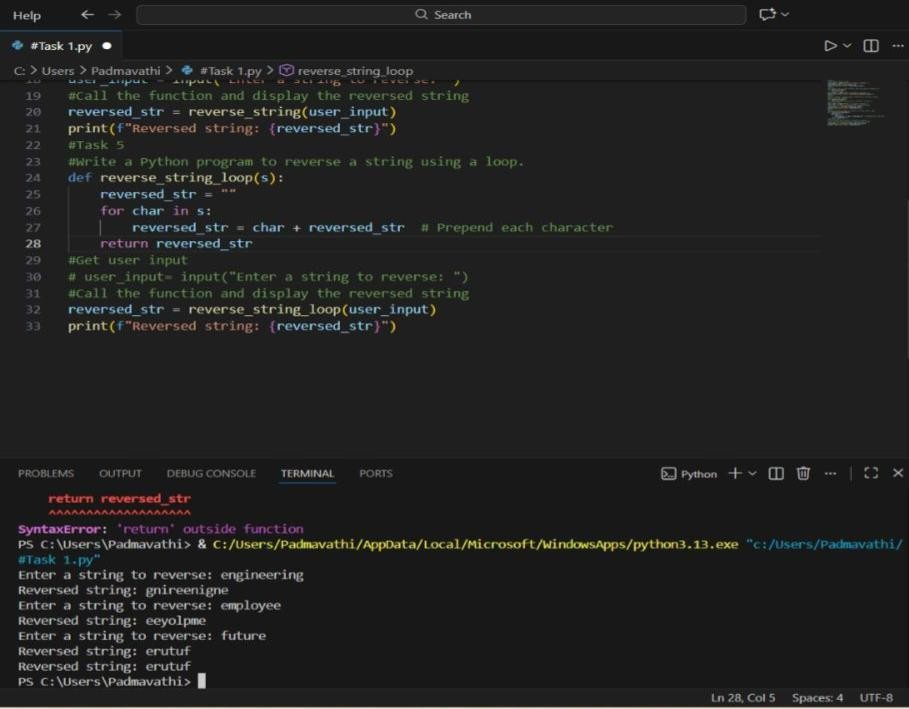 Help
Search
#Task 1.py
C: > Users > Padmavathi > #Task 1.py > reverse_string_loop
19 #Call the function and display the reversed string
20 reversed_str = reverse_string(user_input)
21 print(f"Reversed string: {reversed_str}")
22 #Task 5
23 #Write a Python program to reverse a string using a loop.
24 def reverse_string_loop(s):
25 reversed_str = ""
26 for char in s:
27 reversed_str = char + reversed_str # Prepend each character
28 return reversed_str
29 #Get user input
30 # user_input= input("Enter a string to reverse: ")
31 #Call the function and display the reversed string
32 reversed_str = reverse_string_loop(user_input)
33 print(f"Reversed string: {reversed_str}")
PROBLEMS OUTPUT DEBUG CONSOLE TERMINAL PORTS Python
return reversed_str
^^^^^^^^^^^^^^^^^^^
SyntaxError: 'return' outside function
PS C:\Users\Padmavathi> & C:/Users/Padmavathi/AppData/Local/Microsoft/WindowsApps/python3.13.exe "c:/Users/Padmavathi/
#Task 1.py"
Enter a string to reverse: engineering
Reversed string: gnireenigne
Enter a string to reverse: employee
Reversed string: eeyolpme
Enter a string to reverse: future
Reversed string: erutuf
Reversed string: erutuf
PS C:\Users\Padmavathi>
Ln 28, Col 5 Spaces: 4 UTF-8